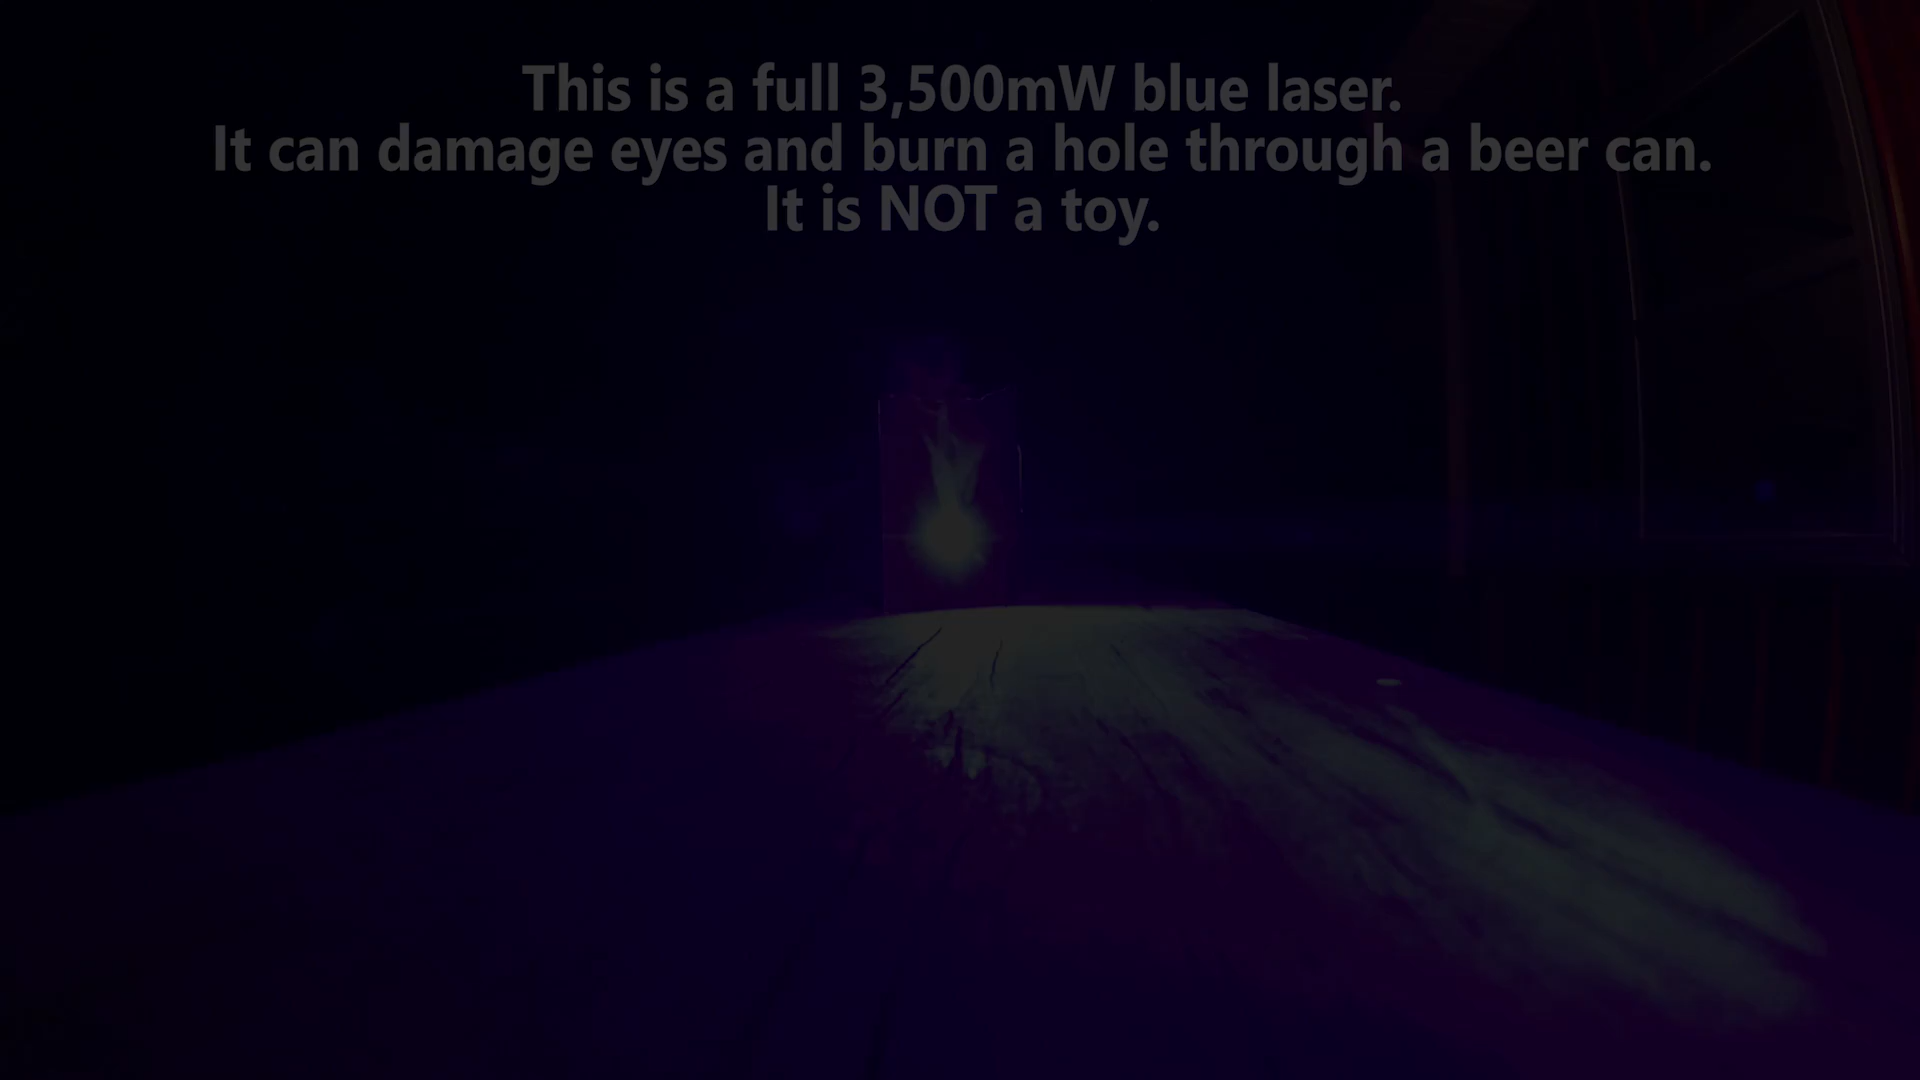 This is a full 3,500mW blue laser.
It can damage eyes and burn a hole through a beer can.
It is NOT a toy.